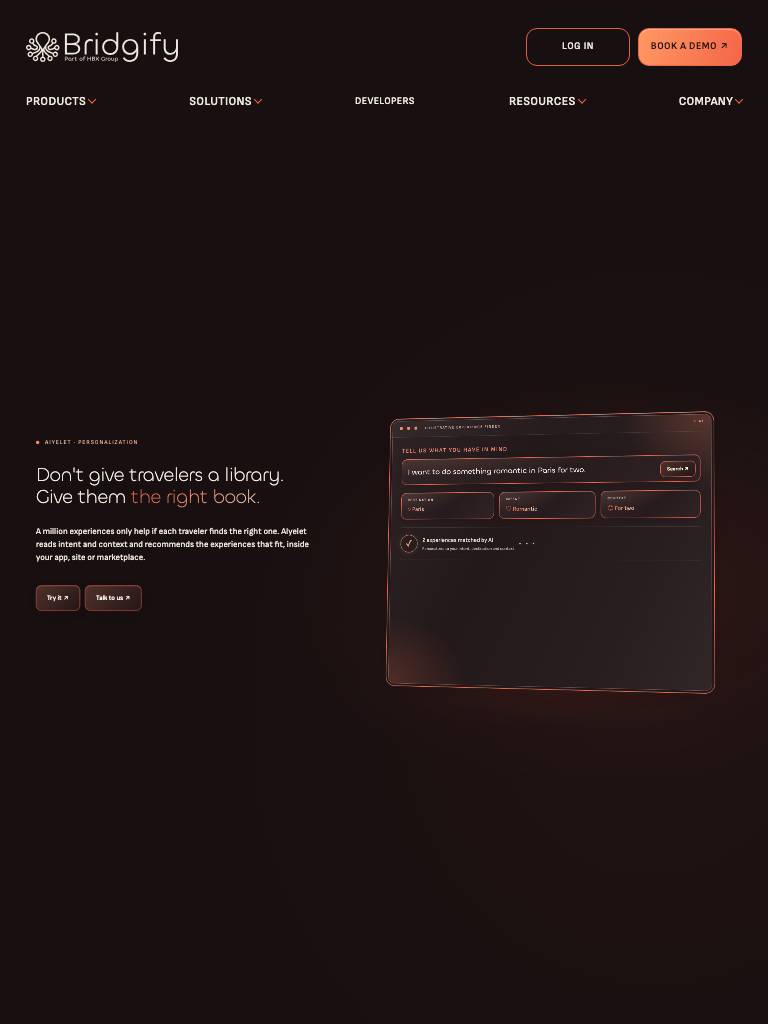 Bridgify
Part of HBX Group
LOG IN
BOOK A DEMO ↗
PRODUCTS
SOLUTIONS
DEVELOPERS
RESOURCES
COMPANY
AIYELET · PERSONALIZATION
Don't give travelers a library.
Give them the right book.
A million experiences only help if each traveler finds the right one. AIyelet
reads intent and context and recommends the experiences that fit, inside
your app, site or marketplace.
Try it ↗
Talk to us ↗
TELL US WHAT YOU HAVE IN MIND
I want to do something romantic in Paris for two.
Search ↗
DESTINATION
Paris
Romantic
For two
2 experiences matched by AI